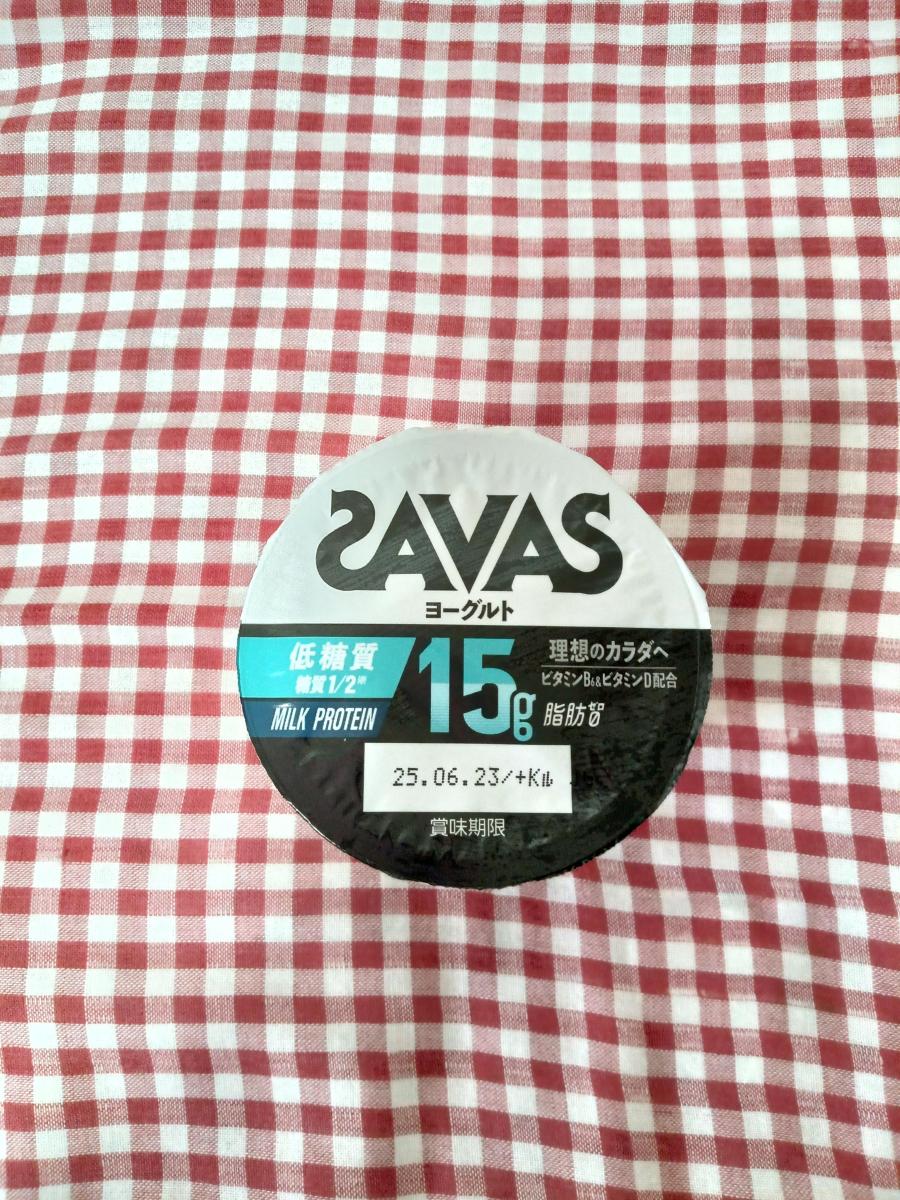 SAVAS
ヨーグルト
低糖質
糖質1/2※
MILK PROTEIN
15g
理想のカラダへ
ビタミンB6&ビタミンD配合
脂肪ゼロ
25.06.23/+Kル
賞味期限